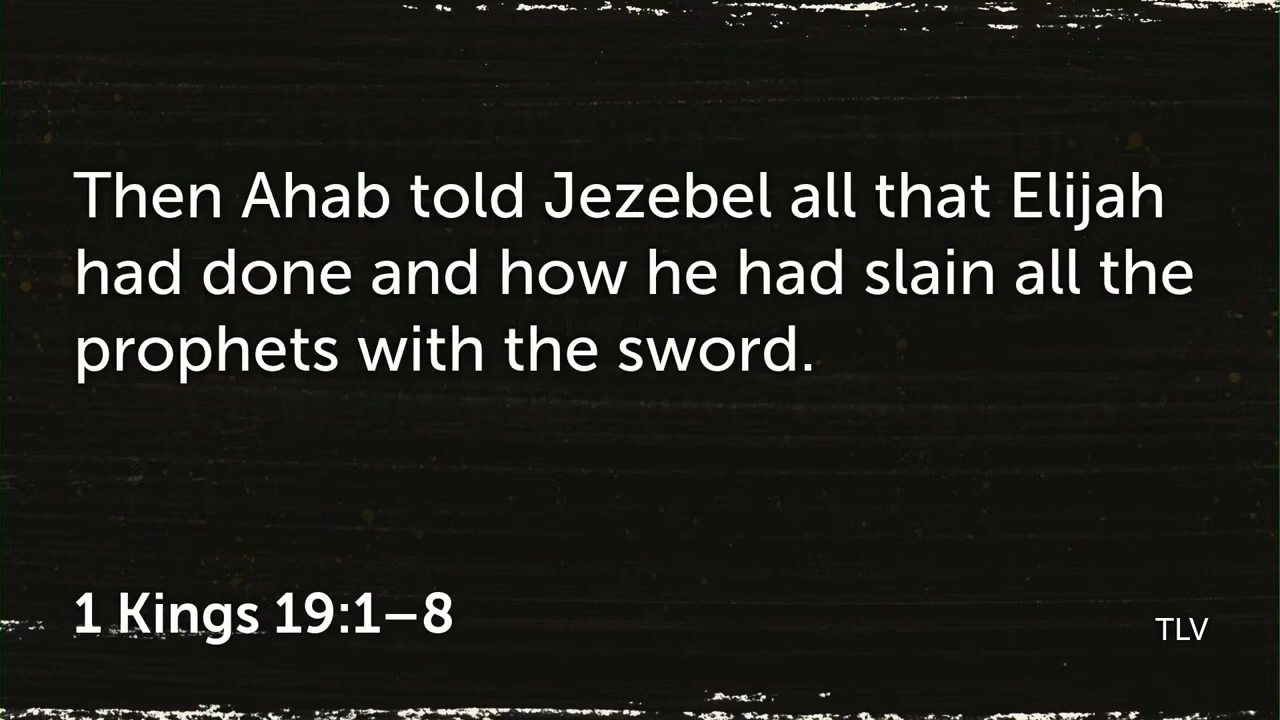 Then Ahab told Jezebel all that Elijah
had done and how he had slain all the
prophets with the sword.
1 Kings 19:1–8
TLV